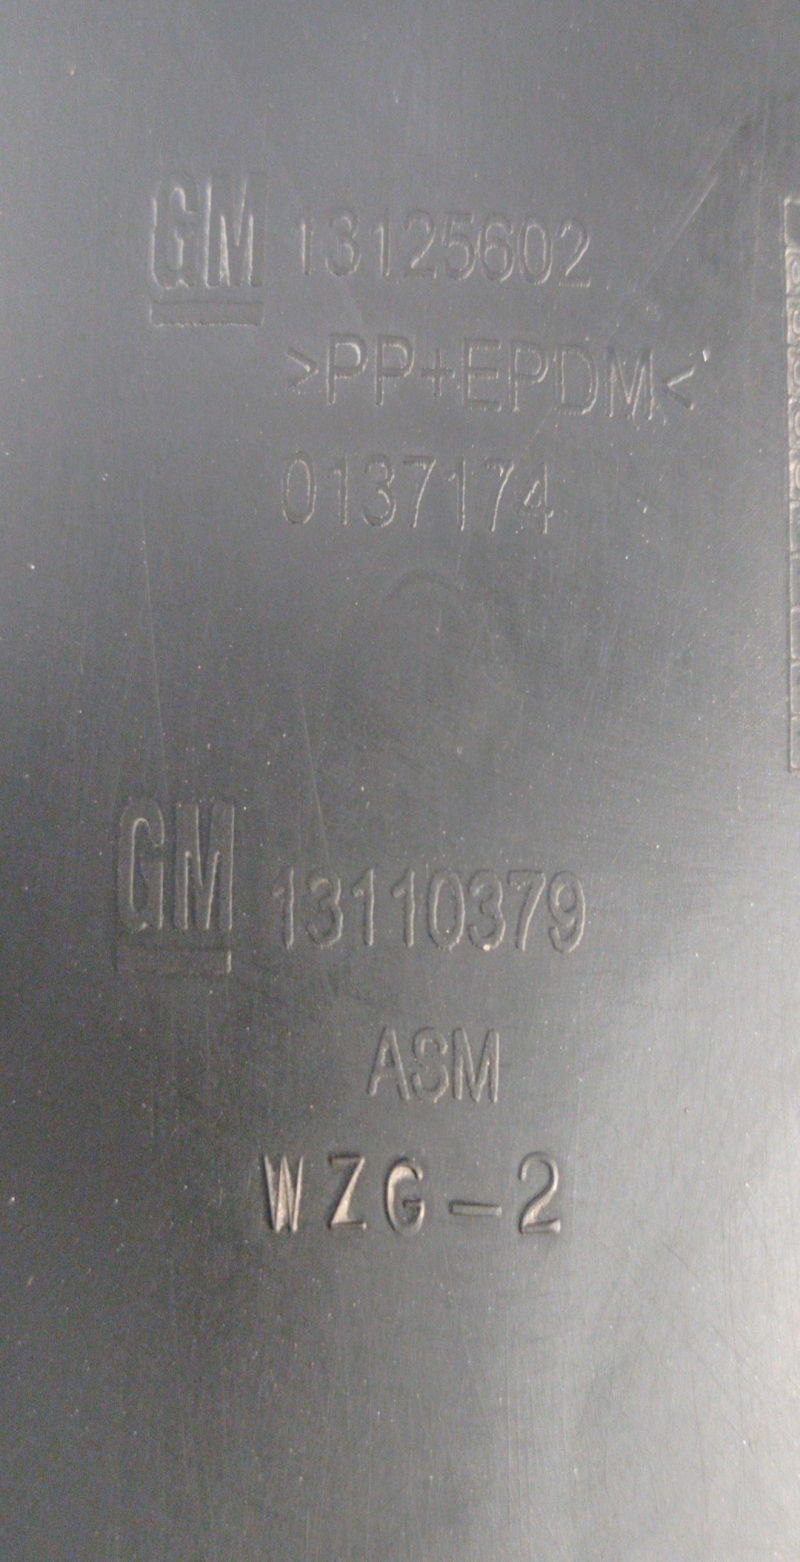 GM 13125602
>PP+EPDM<
0137174
GM 13110379
ASM
WZG-2